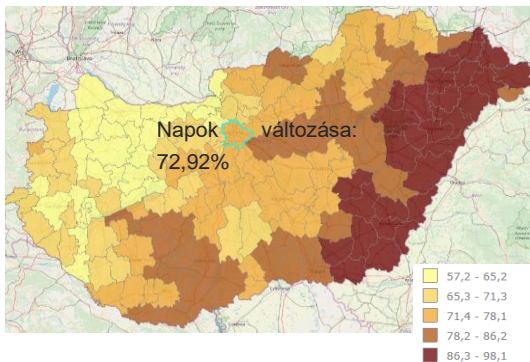 Napok változása:
72,92%
57,2 - 65,2
65,3 - 71,3
71,4 - 78,1
78,2 - 86,2
86,3 - 98,1